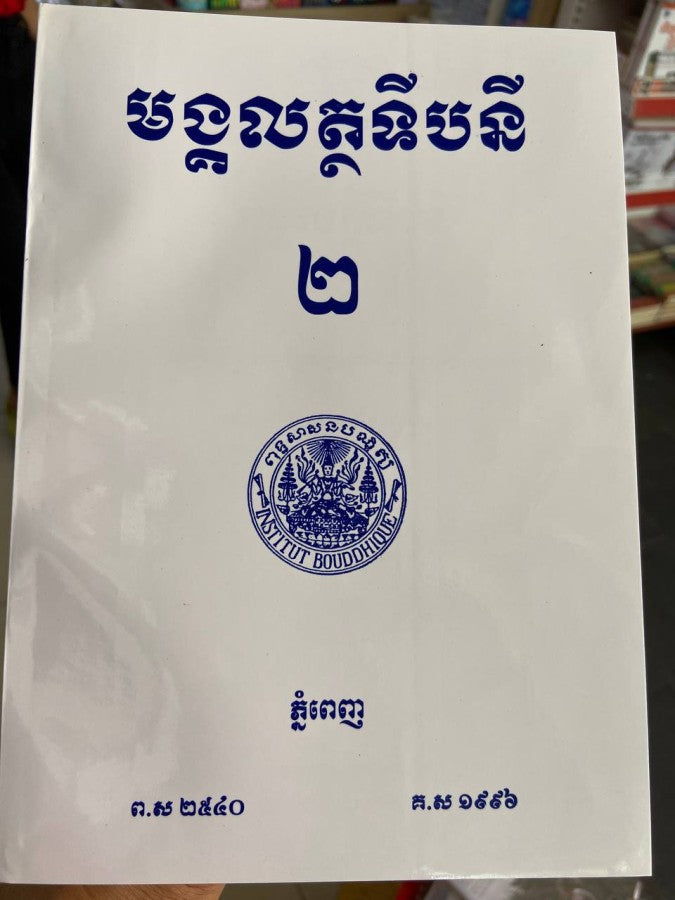 មង្គលត្ថទីបនី
២
ពុទ្ធសាសនបណ្ឌិត្យ
INSTITUT BOUDDHIQUE
ភ្នំពេញ
ព.ស ២៥៤០
គ.ស ១៩៩៦